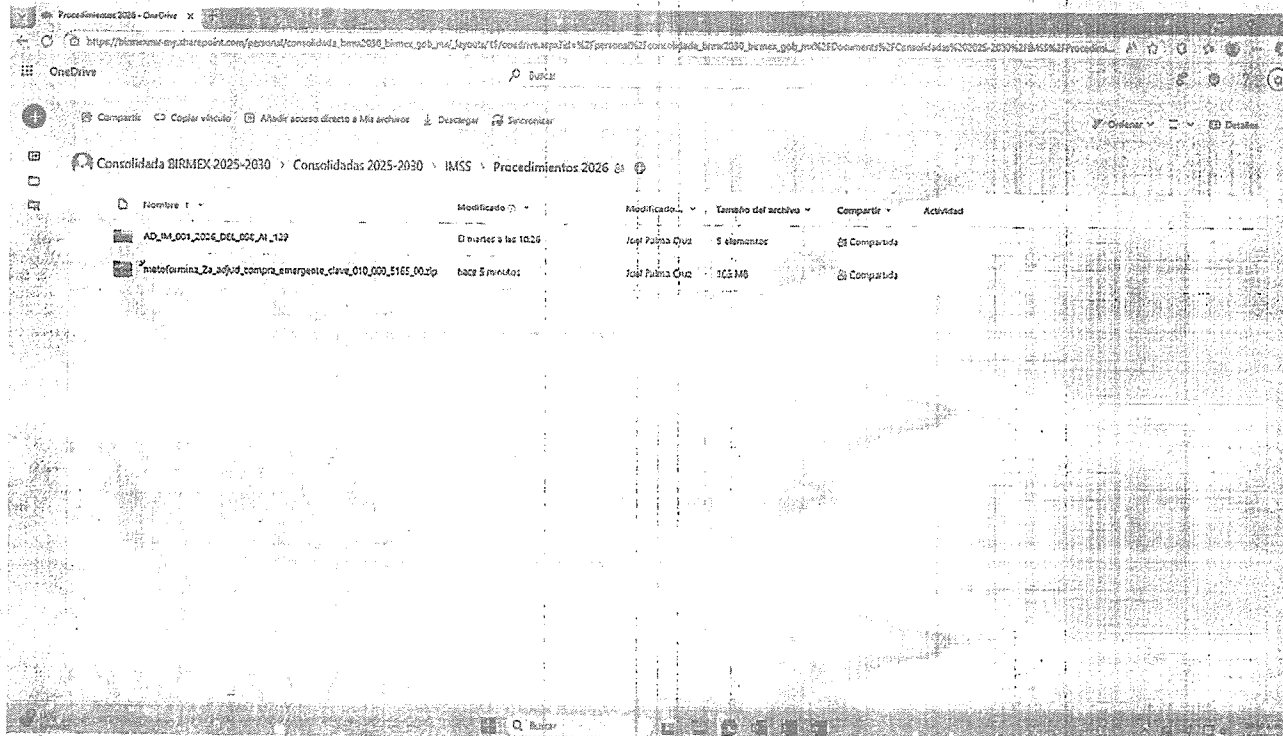 Procedimientos 2026 - OneDrive
OneDrive
Buscar
Compartir Copiar vínculo Añadir acceso directo a Mis archivos Descargar Sincronizar
Ordenar Detalles
Consolidada BIRMEX 2025-2030 > Consolidadas 2025-2030 > IMSS > Procedimientos 2026
Nombre Modificado Modificado... Tamaño del archivo Compartir Actividad
El martes a las 10:26 Joel Palma Cruz 5 elementos Compartida
metoformina_2a_adjud_compra_emergente_clave_010_000_5165_00.zip hace 5 minutos Joel Palma Cruz Compartida
Buscar